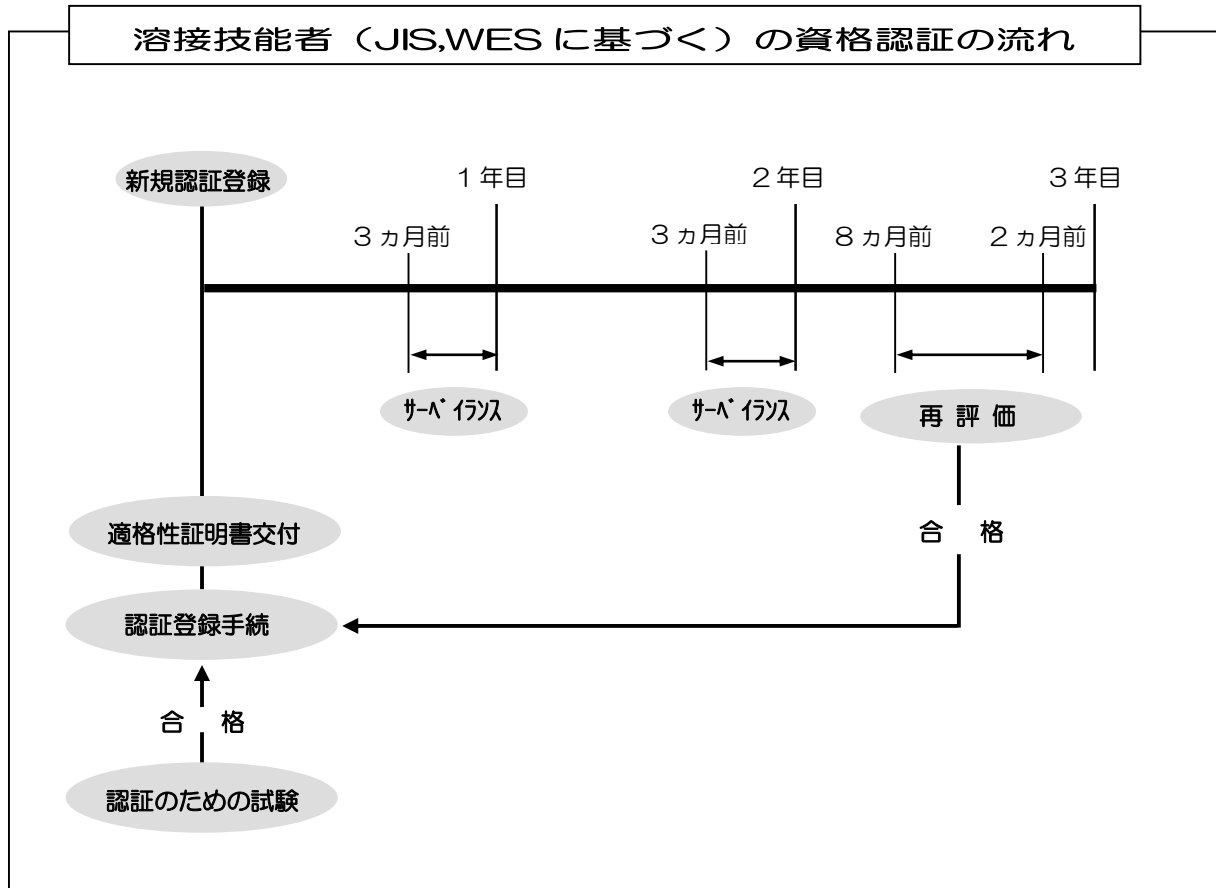 溶接技能者（JIS,WES に基づく）の資格認証の流れ
新規認証登録
１年目
２年目
３年目
３ヵ月前
３ヵ月前
８ヵ月前
２ヵ月前
ｻｰﾍﾞｲﾗﾝｽ
ｻｰﾍﾞｲﾗﾝｽ
再 評 価
適格性証明書交付
合　格
認証登録手続
合　格
認証のための試験